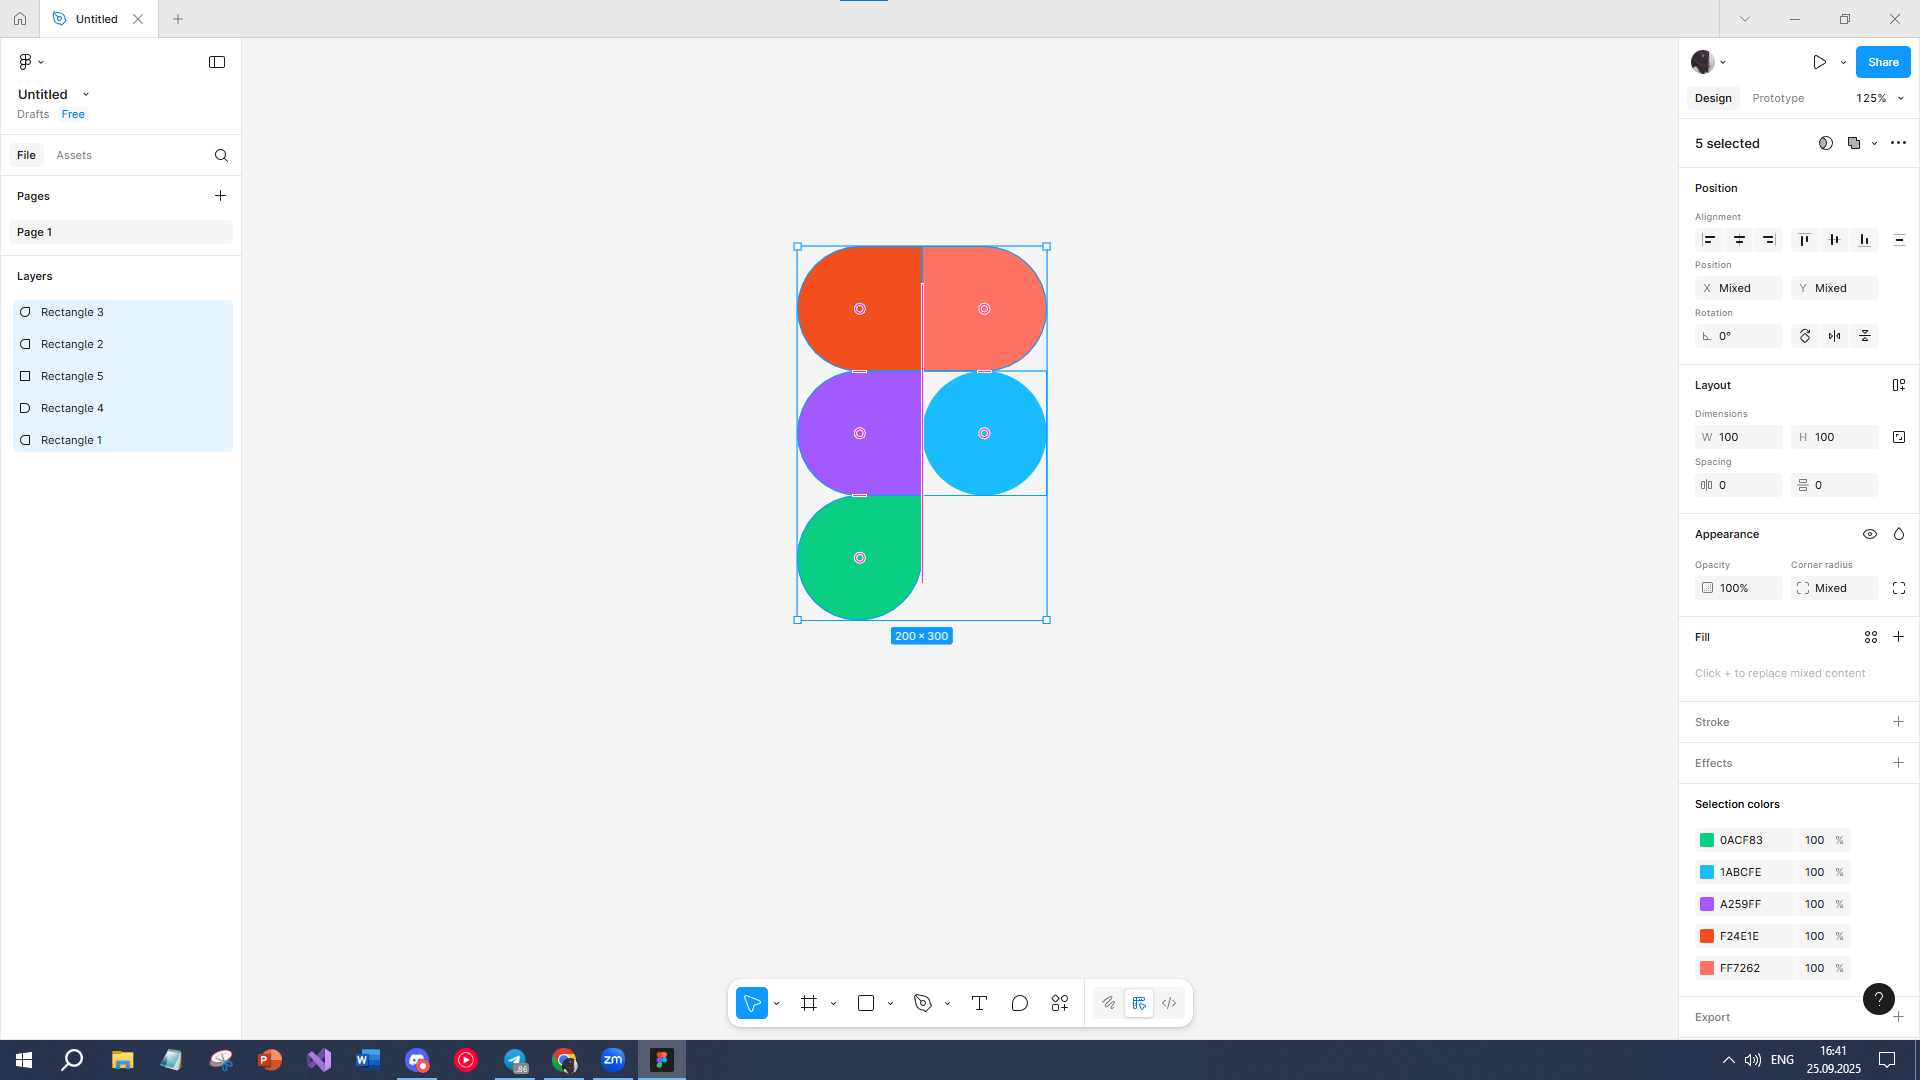 Untitled
Untitled
Drafts Free
File Assets
Pages
Page 1
Layers
Rectangle 3
Rectangle 2
Rectangle 5
Rectangle 4
Rectangle 1
200 × 300
Share
Design Prototype 125%
5 selected
Position
Alignment
Position
X Mixed Y Mixed
Rotation
0°
Layout
Dimensions
W 100 H 100
Spacing
0 0
Appearance
Opacity Corner radius
100% Mixed
Fill
Click + to replace mixed content
Stroke
Effects
Selection colors
0ACF83 100 %
1ABCFE 100 %
A259FF 100 %
F24E1E 100 %
FF7262 100 %
?
Export
P
W
.86
zm
ENG
16:41
25.09.2025